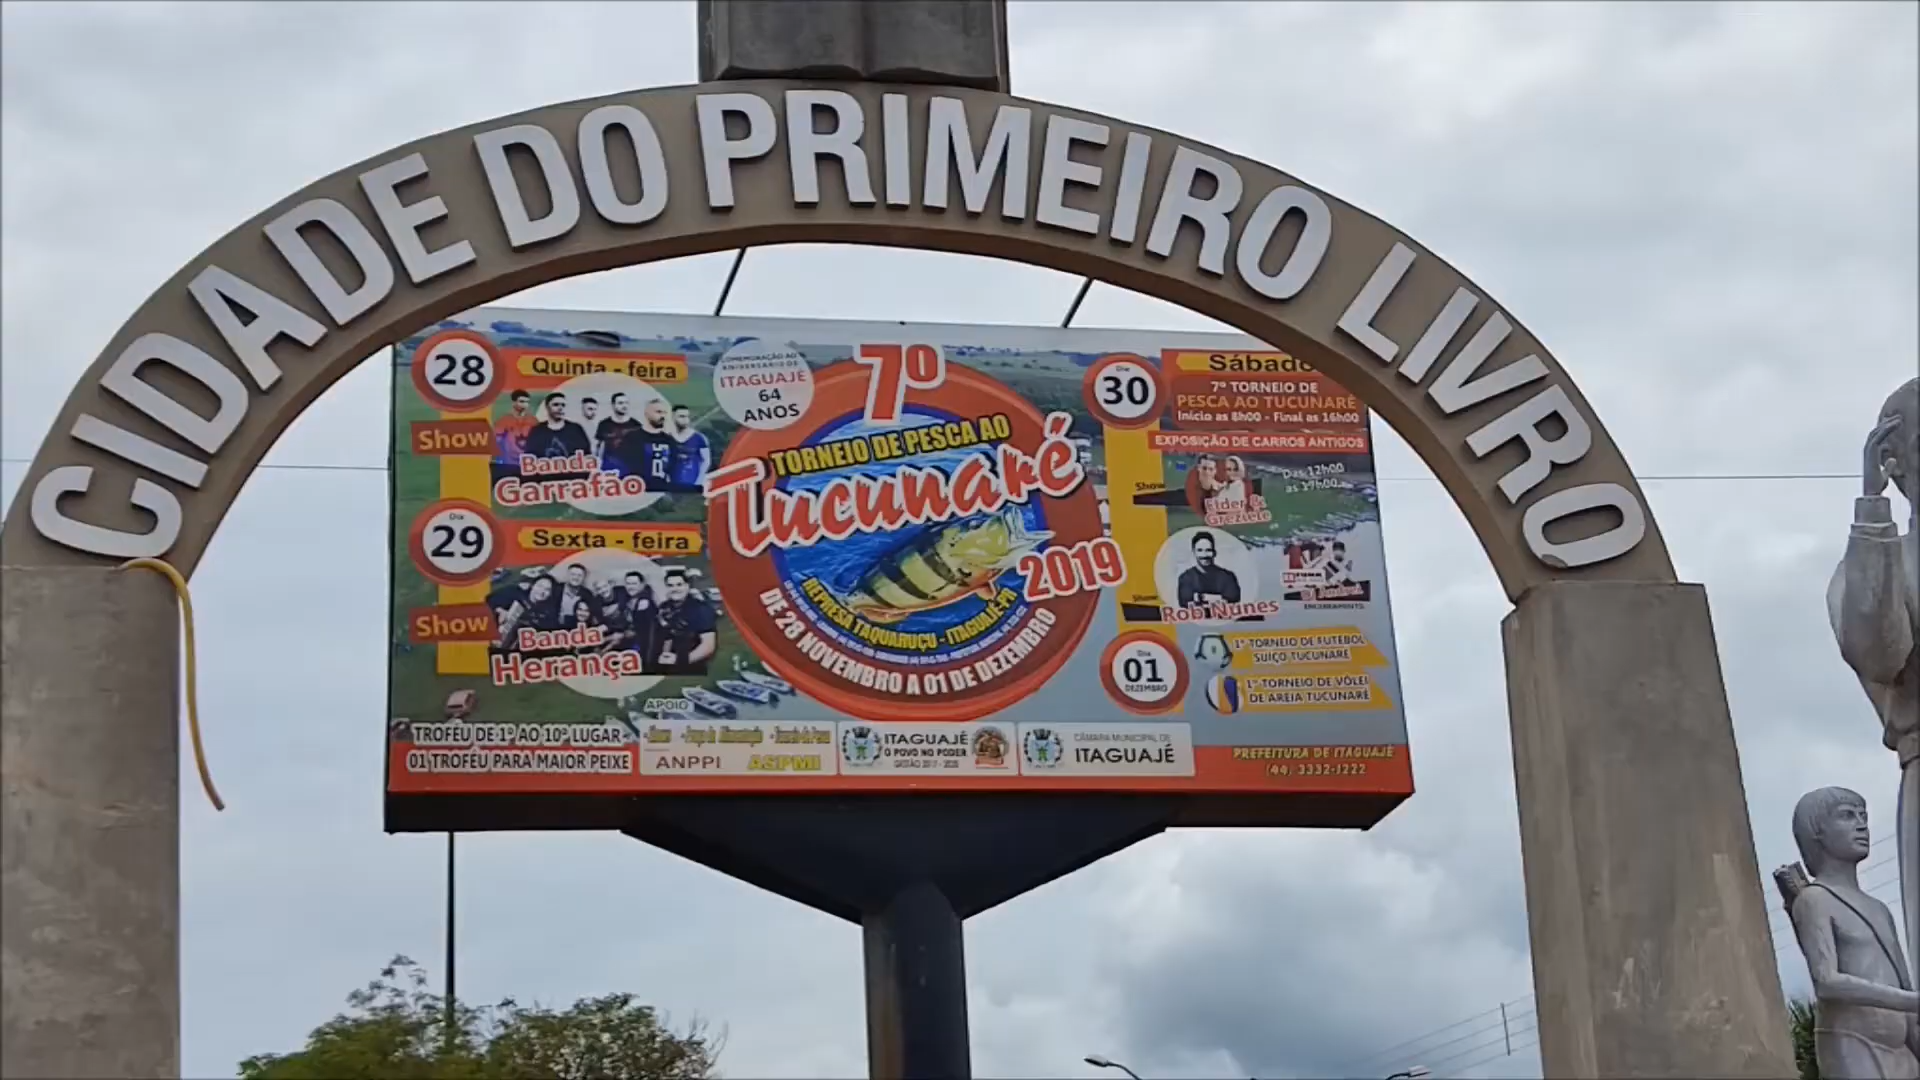 CIDADE DO PRIMEIRO LIVRO
28
Quinta - feira
Show
Banda
Garrafão
Dia
29
Sexta - feira
Show
Banda
Herança
COMEMORAÇÃO AO
ANIVERSÁRIO DE
ITAGUAJÉ
64
ANOS
7º
TORNEIO DE PESCA AO
Tucunaré
2019
REPRESA TAQUARUÇU - ITAGUAJÉ-PR
DE 28 NOVEMBRO A 01 DE DEZEMBRO
Dia
30
Sábado
7º TORNEIO DE
PESCA AO TUCUNARÉ
Início as 8h00 - Final as 16h00
EXPOSIÇÃO DE CARROS ANTIGOS
Das 12h00
as 17h00
Show
Elder &
Greziele
Show
Rob Nunes
ENCERRAMENTO
Dia
01
DEZEMBRO
1º TORNEIO DE FUTEBOL
SUIÇO TUCUNARÉ
1º TORNEIO DE VÔLEI
DE AREIA TUCUNARÉ
TROFÉU DE 1º AO 10º LUGAR
01 TROFÉU PARA MAIOR PEIXE
APOIO
ANPPI
ASPMI
ITAGUAJÉ
O POVO NO PODER
GESTÃO 2017 - 2020
CÂMARA MUNICIPAL DE
ITAGUAJÉ
PREFEITURA DE ITAGUAJÉ
(44) 3332-1222